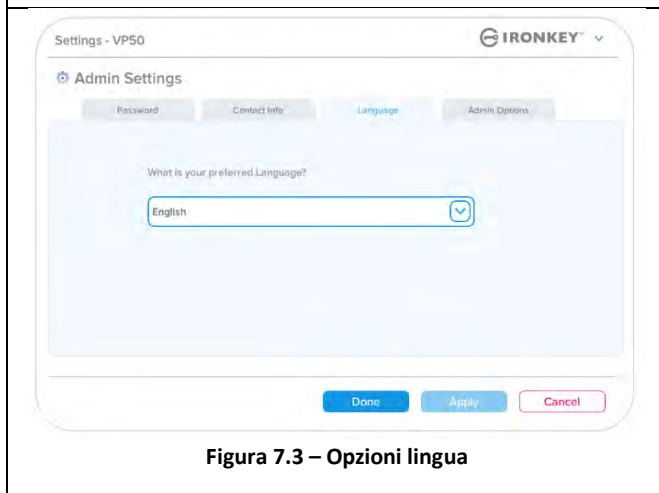 Settings - VP50
IRONKEY™
Admin Settings
Password Contact Info Language Admin Options
What is your preferred Language?
English
Done Apply Cancel
Figura 7.3 – Opzioni lingua